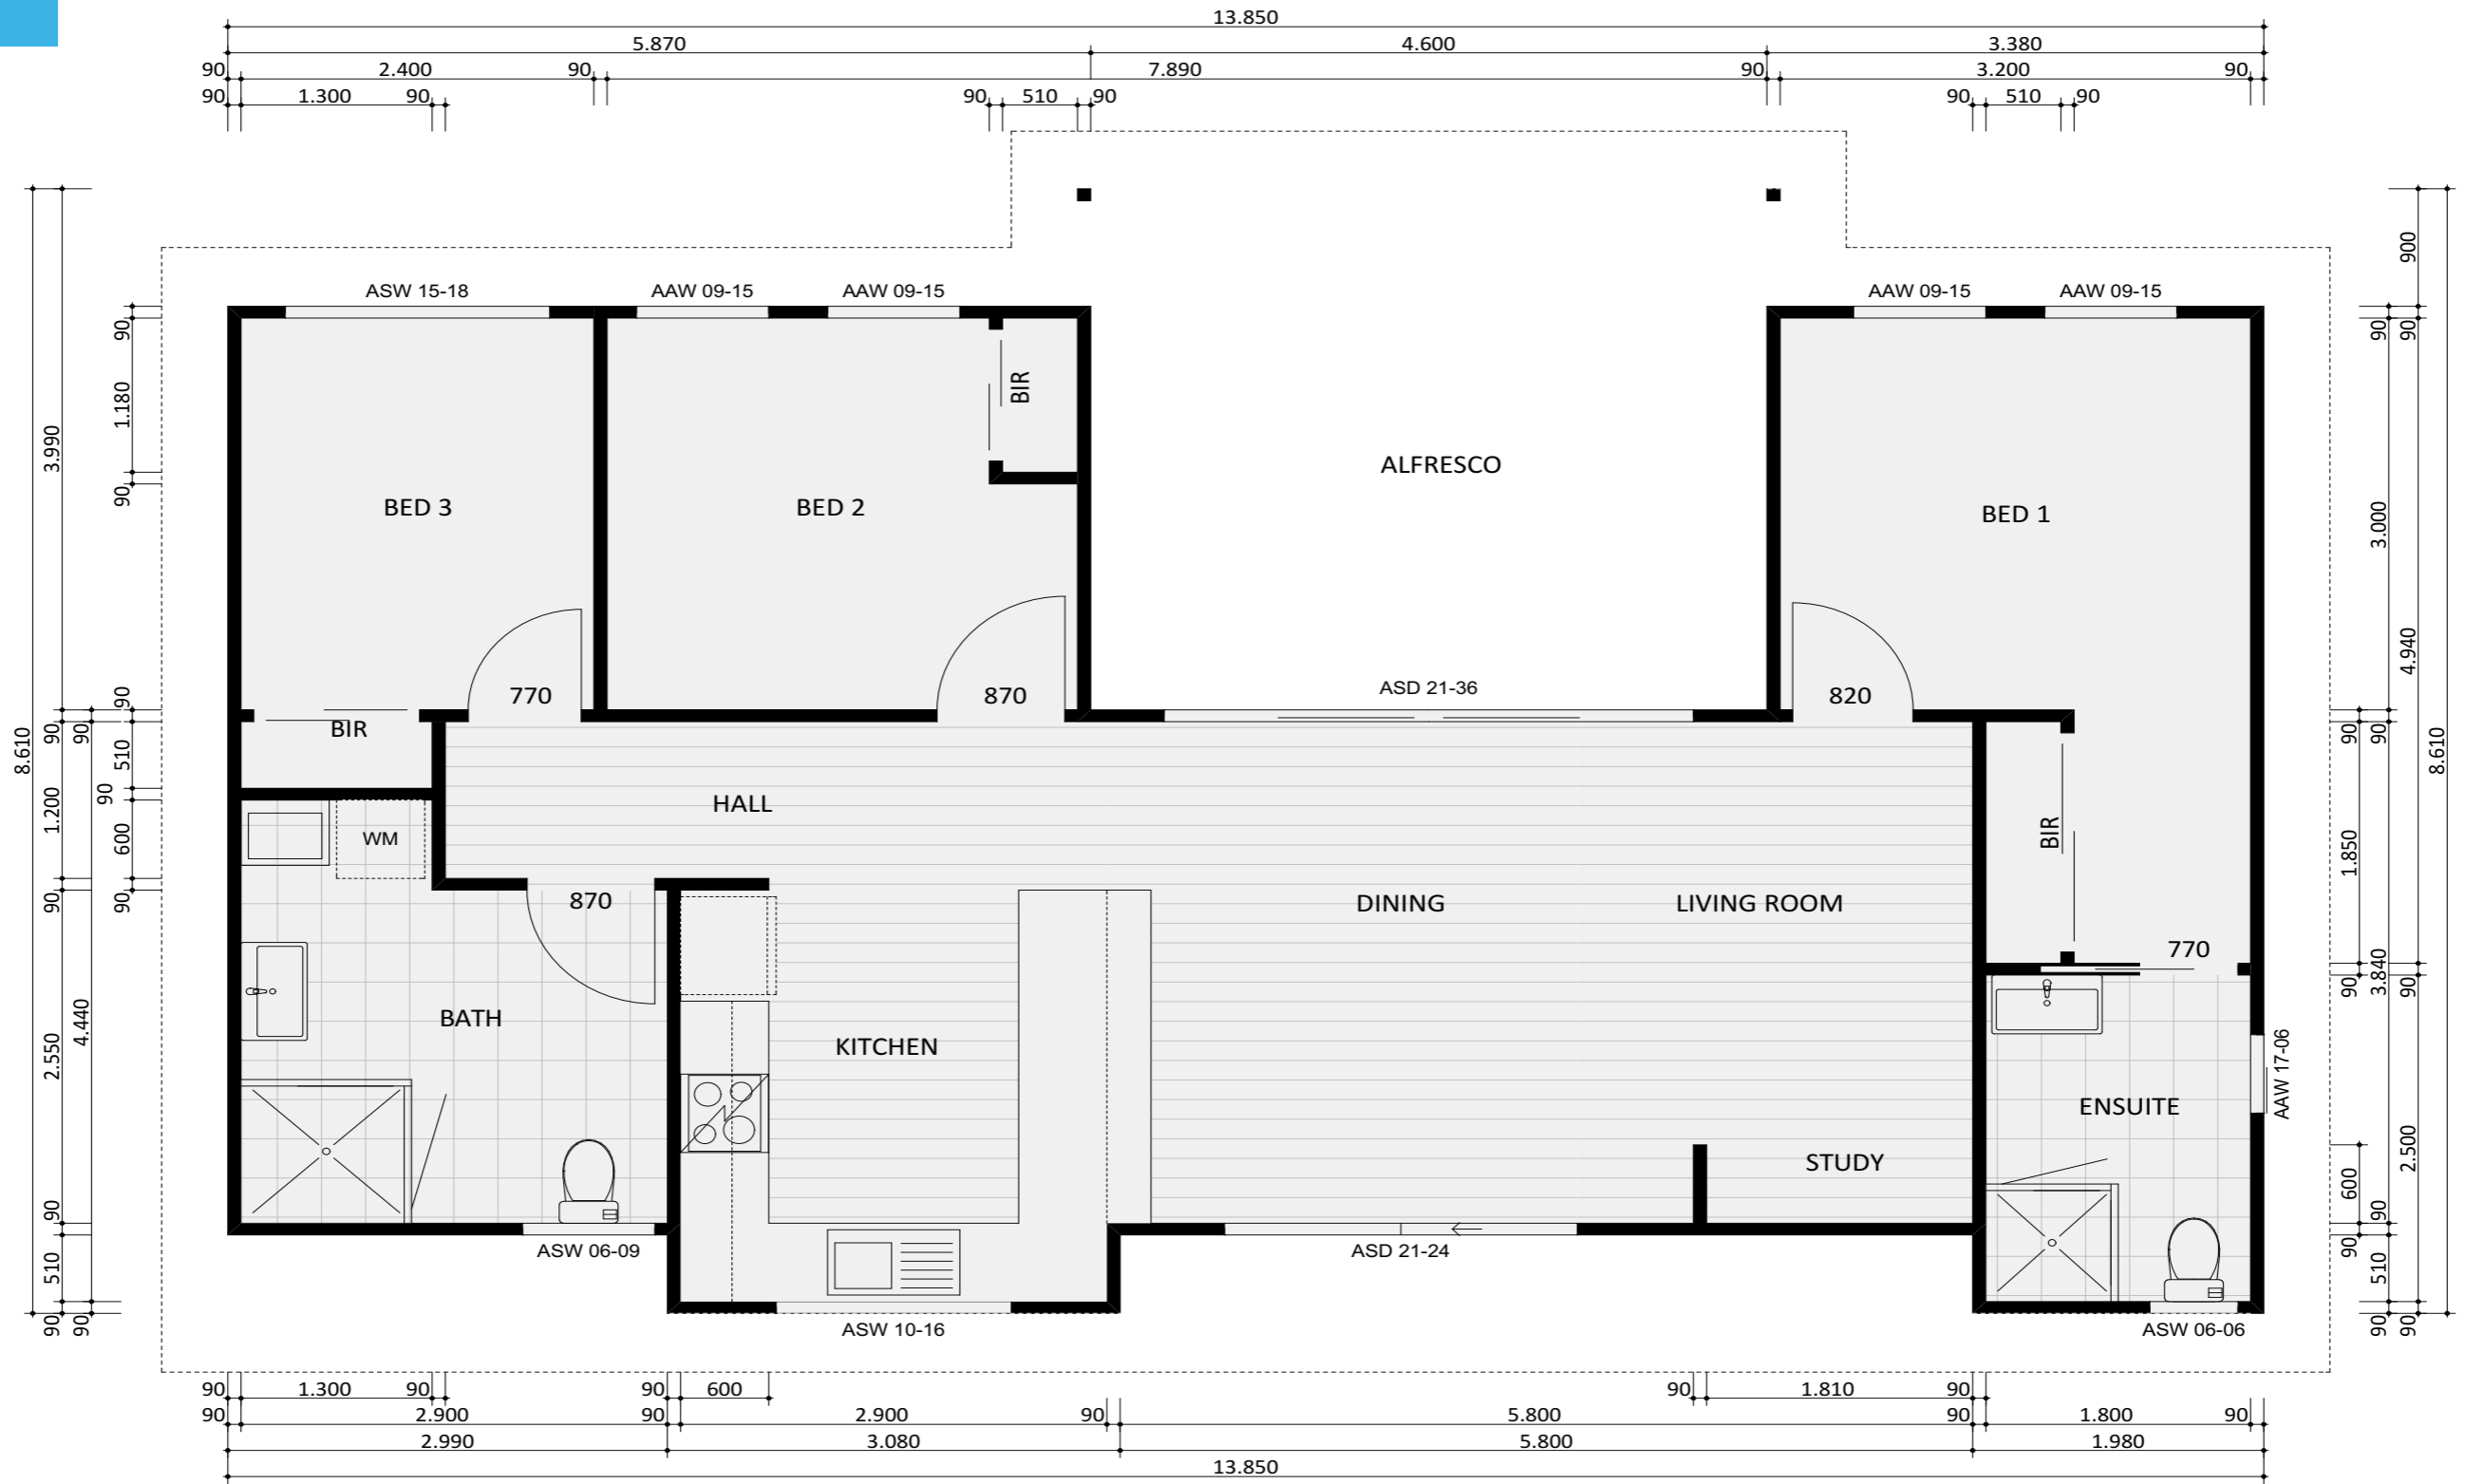 13.850
5.870 4.600 3.380
90 2.400 90 7.890 90 3.200 90
90 1.300 90 90 510 90 90 510 90
ASW 15-18 AAW 09-15 AAW 09-15 AAW 09-15 AAW 09-15
900
90 90 90
1.180
BIR
3.990
ALFRESCO
90
BED 3 BED 2 BED 1
3.000
4.940
90
770 870 ASD 21-36 820
BIR
90 90 510 90 90 90
8.610 8.610
HALL
1.200 90 600
WM
BIR
1.850
90 90
870
DINING LIVING ROOM
770
90 3.840 90
BATH
KITCHEN
2.550 4.440
AAW 17-06
ENSUITE
2.500
STUDY
600
90 90
ASW 06-09 ASD 21-24
510 90 510
90 90 90 90
ASW 10-16 ASW 06-06
90 1.300 90 90 600 90 1.810 90
90 2.900 90 2.900 90 5.800 90 1.800 90
2.990 3.080 5.800 1.980
13.850